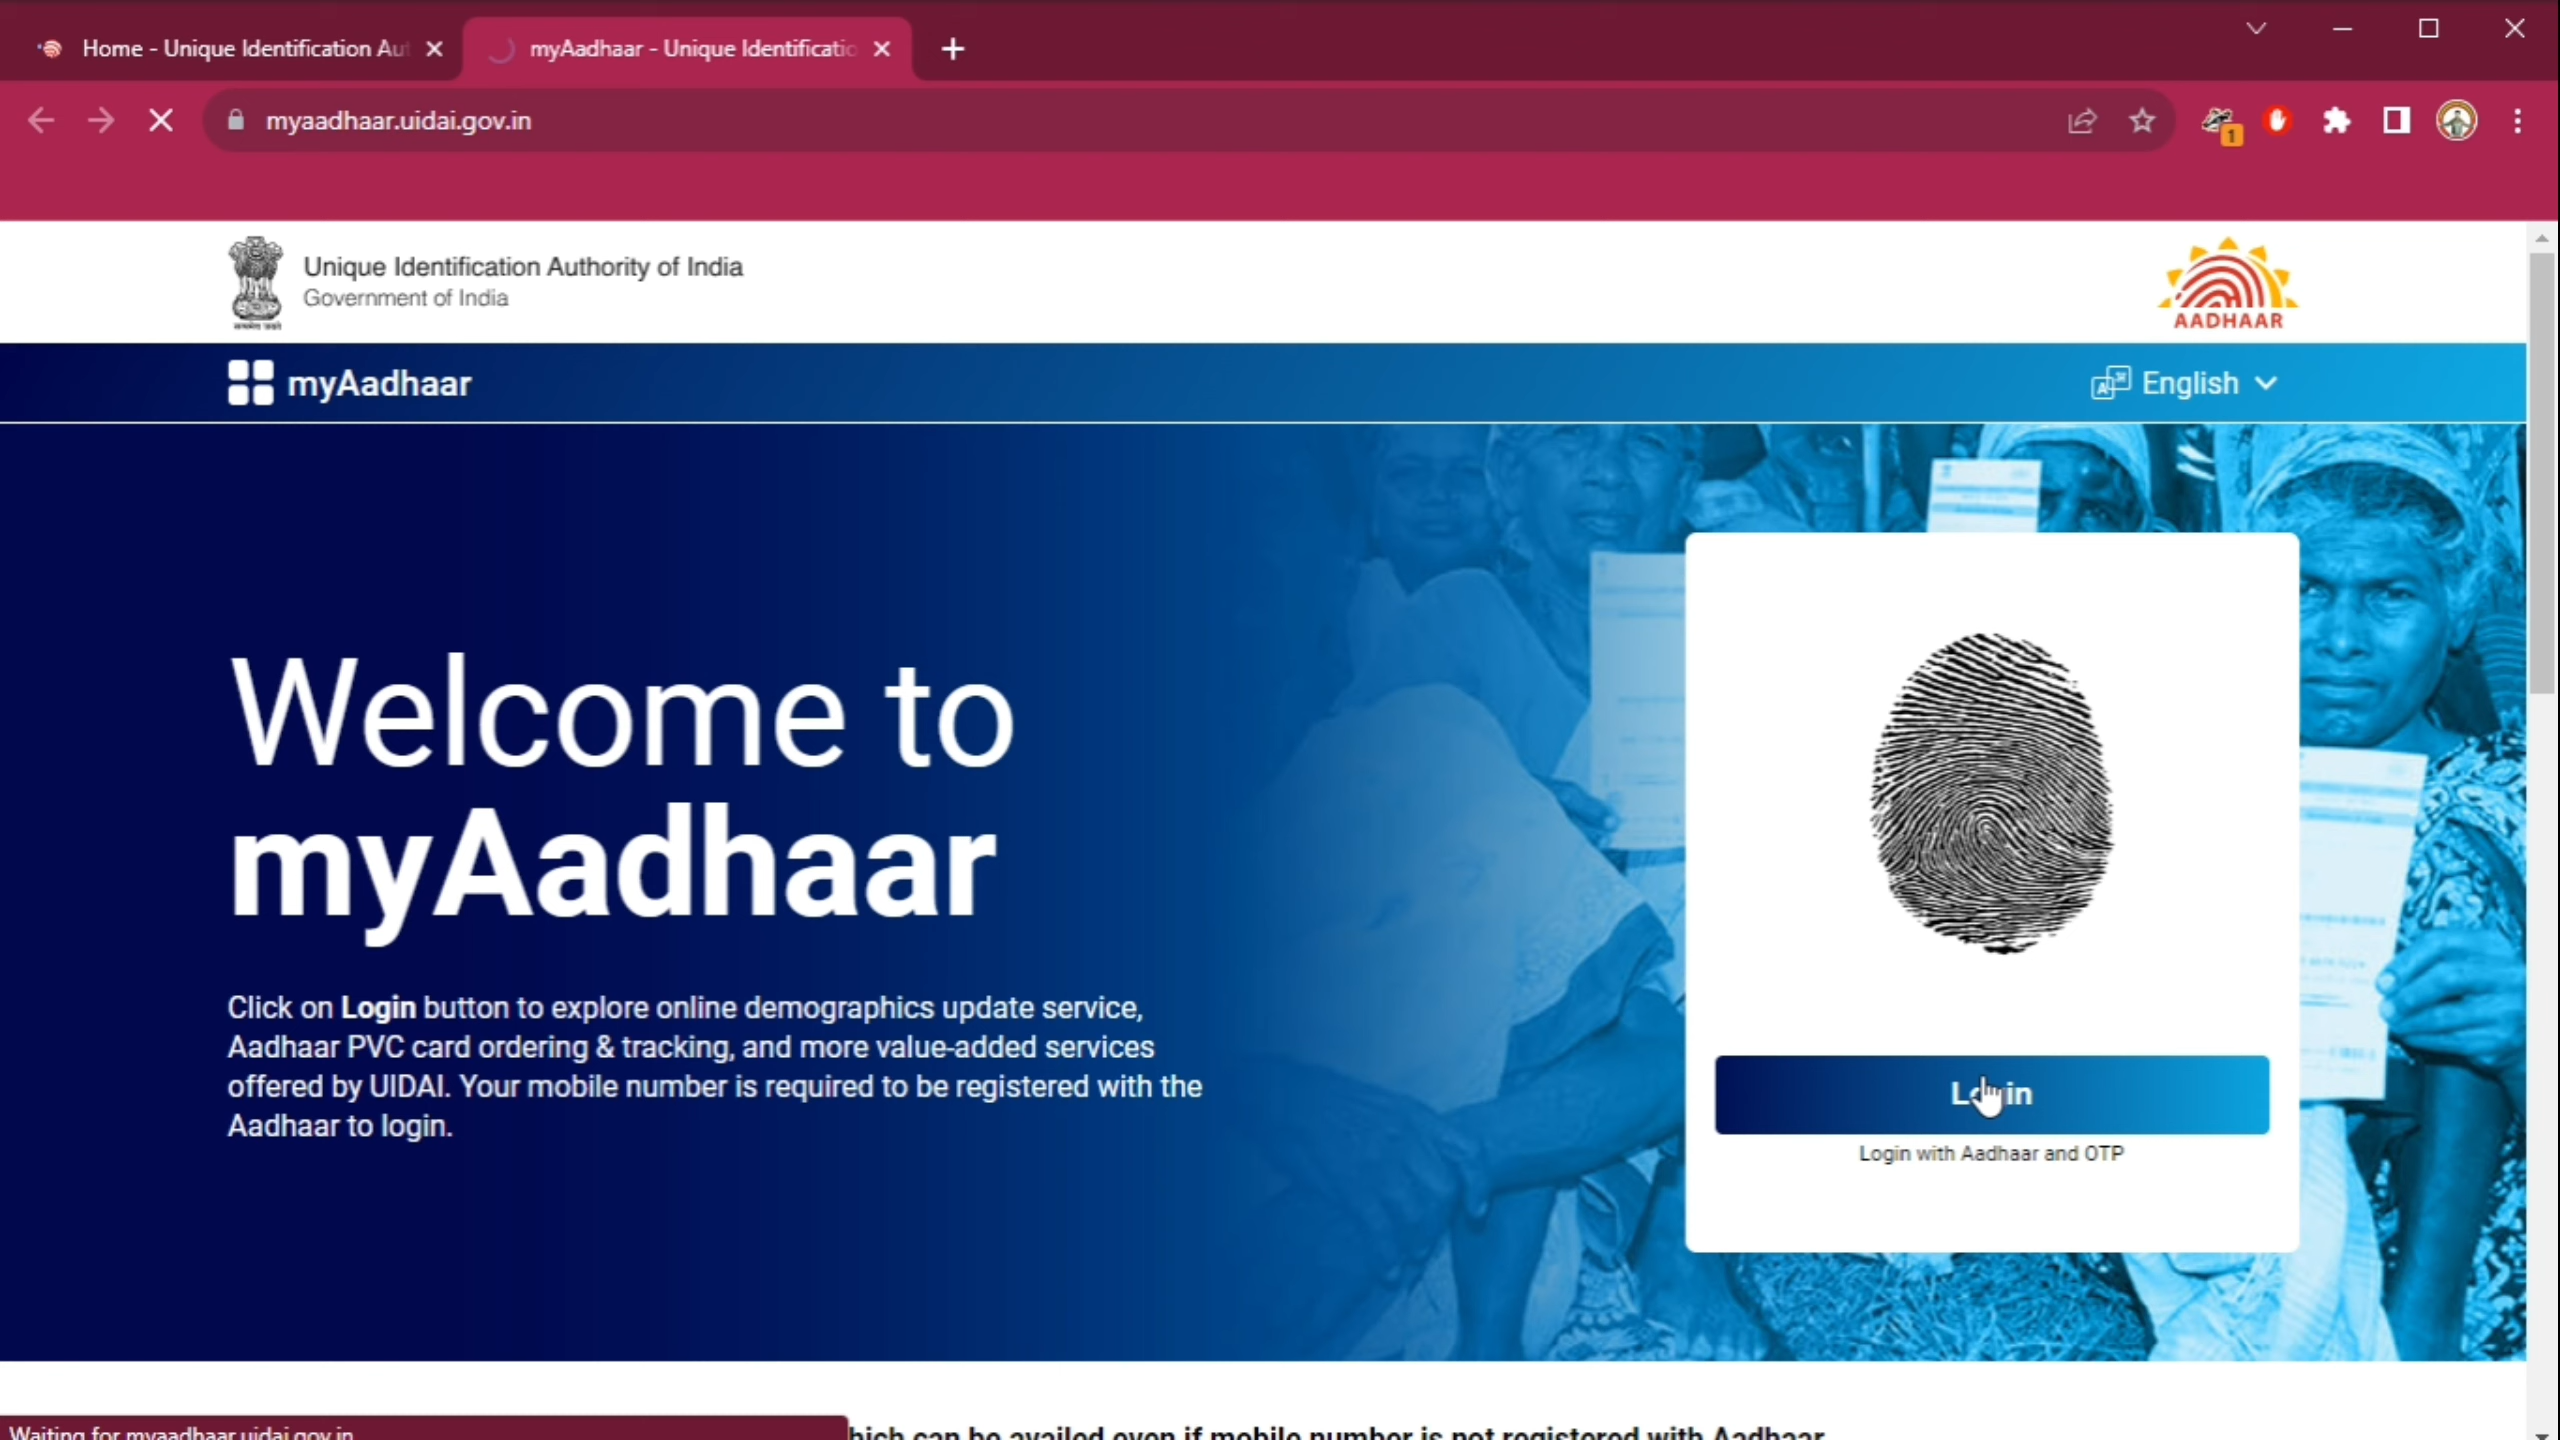 Home - Unique Identification Aut
myAadhaar - Unique Identificatio
myaadhaar.uidai.gov.in
1
Unique Identification Authority of India
Government of India
AADHAAR
myAadhaar
English
Welcome to
myAadhaar
Click on Login button to explore online demographics update service,
Aadhaar PVC card ordering & tracking, and more value-added services
offered by UIDAI. Your mobile number is required to be registered with the
Aadhaar to login.
Login
Login with Aadhaar and OTP
Waiting for myaadhaar.uidai.gov.in
can be availed even if mobile number is not registered with Aadhaar